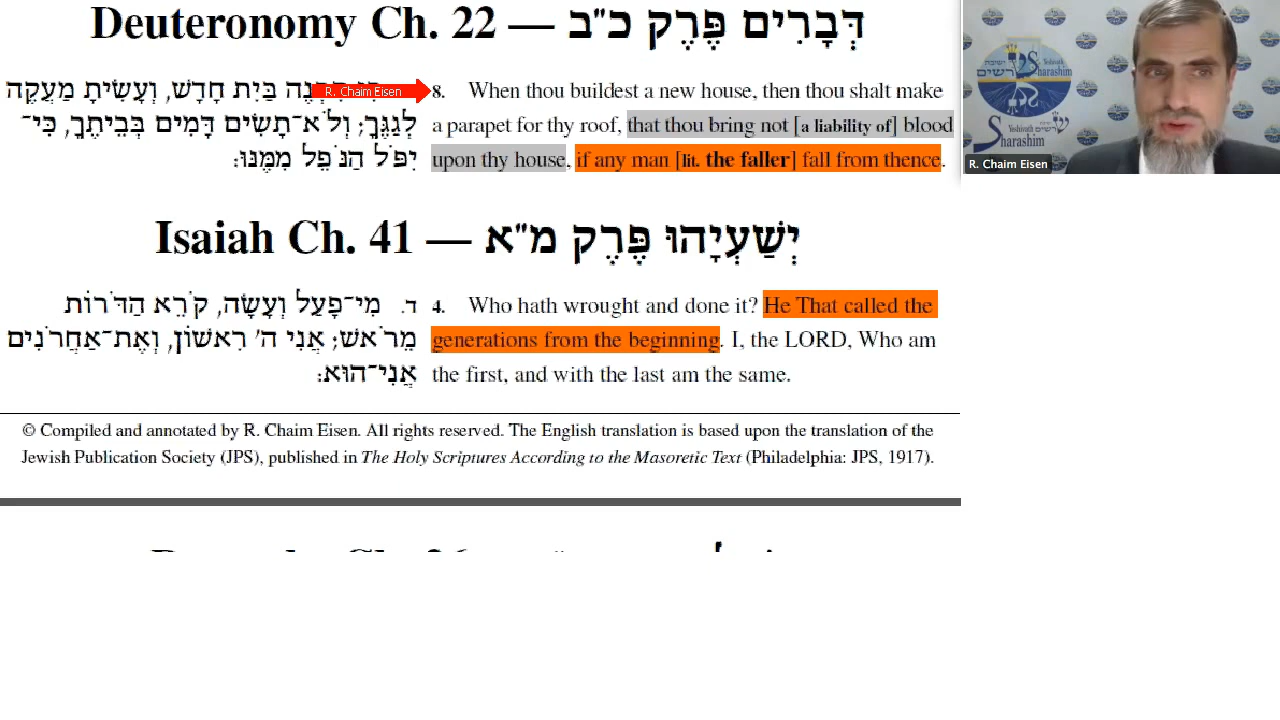 Deuteronomy Ch. 22 — דְּבָרִים פֶּרֶק כ"ב
בַּיִת חָדָשׁ, וְעָשִׂיתָ מַעֲקֶה
לְגַגֶּךָ; וְלֹא־תָשִׂים דָּמִים בְּבֵיתֶךָ, כִּי־
יִפֹּל הַנֹּפֵל מִמֶּנּוּ:
R. Chaim Eisen
8. When thou buildest a new house, then thou shalt make
a parapet for thy roof, that thou bring not [a liability of] blood
upon thy house, if any man [lit. the faller] fall from thence.
Isaiah Ch. 41 — יְשַׁעְיָהוּ פֶּרֶק מ"א
ד. מִי־פָעַל וְעָשָׂה, קֹרֵא הַדֹּרוֹת
מֵרֹאשׁ; אֲנִי ה' רִאשׁוֹן, וְאֶת־אַחֲרֹנִים
אֲנִי־הוּא:
4. Who hath wrought and done it? He That called the
generations from the beginning. I, the LORD, Who am
the first, and with the last am the same.
© Compiled and annotated by R. Chaim Eisen. All rights reserved. The English translation is based upon the translation of the
Jewish Publication Society (JPS), published in The Holy Scriptures According to the Masoretic Text (Philadelphia: JPS, 1917).
ישיבת
שרשים
Yeshivath
Sharashim
Yeshivath
Sharashim
R. Chaim Eisen